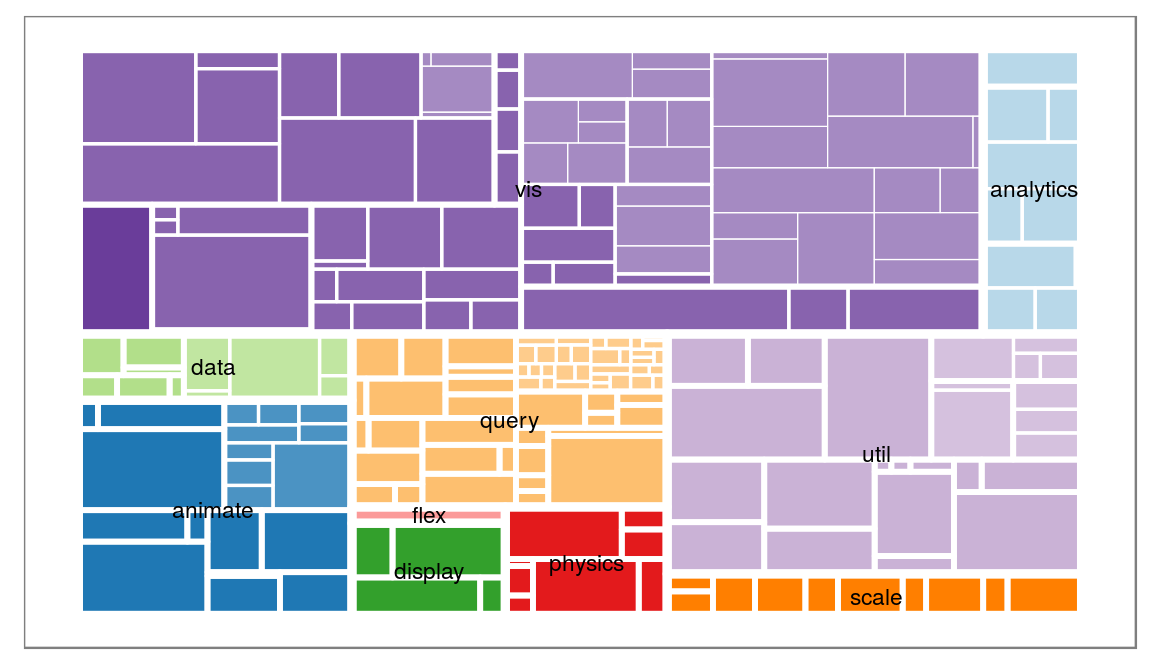 vis
analytics
data
query
util
animate
flex
physics
display
scale